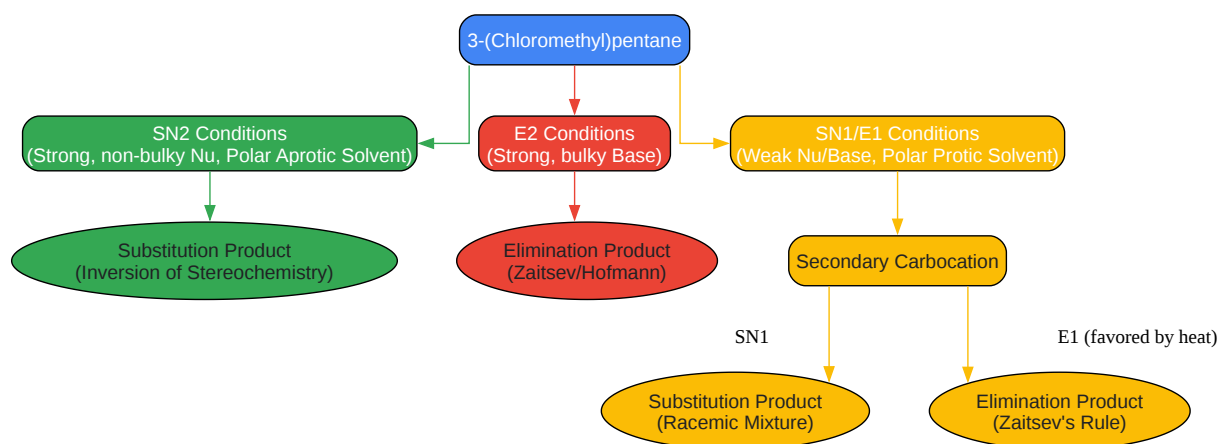 3-(Chloromethyl)pentane
SN2 Conditions
(Strong, non-bulky Nu, Polar Aprotic Solvent)
E2 Conditions
(Strong, bulky Base)
SN1/E1 Conditions
(Weak Nu/Base, Polar Protic Solvent)
Substitution Product
(Inversion of Stereochemistry)
Elimination Product
(Zaitsev/Hofmann)
Secondary Carbocation
SN1
E1 (favored by heat)
Substitution Product
(Racemic Mixture)
Elimination Product
(Zaitsev's Rule)